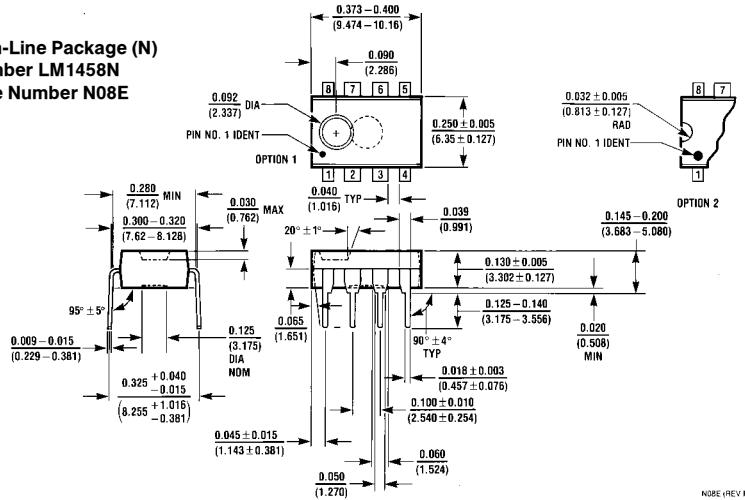 -Line Package (N)
LM1458N
Number N08E
0.373 – 0.400
(9.474 – 10.16)
0.090
(2.286)
8 7 6 5
0.092 DIA
(2.337)
PIN NO. 1 IDENT
OPTION 1
0.250 ± 0.005
(6.35 ± 0.127)
1 2 3 4
0.032 ± 0.005
(0.813 ± 0.127)
RAD
PIN NO. 1 IDENT
8 7
1
OPTION 2
0.280 MIN
(7.112)
0.300 – 0.320
(7.62 – 8.128)
0.030 MAX
(0.762)
0.040 TYP
(1.016)
0.039
(0.991)
20° ± 1°
0.145 – 0.200
(3.683 – 5.080)
0.130 ± 0.005
(3.302 ± 0.127)
0.125 – 0.140
(3.175 – 3.556)
0.020
(0.508)
MIN
95° ± 5°
0.009 – 0.015
(0.229 – 0.381)
0.125
(3.175)
DIA
NOM
0.065
(1.651)
90° ± 4°
TYP
0.325 +0.040
−0.015
(8.255 +1.016
−0.381)
0.018 ± 0.003
(0.457 ± 0.076)
0.100 ± 0.010
(2.540 ± 0.254)
0.045 ± 0.015
(1.143 ± 0.381)
0.060
(1.524)
0.050
(1.270)
N08E (REV